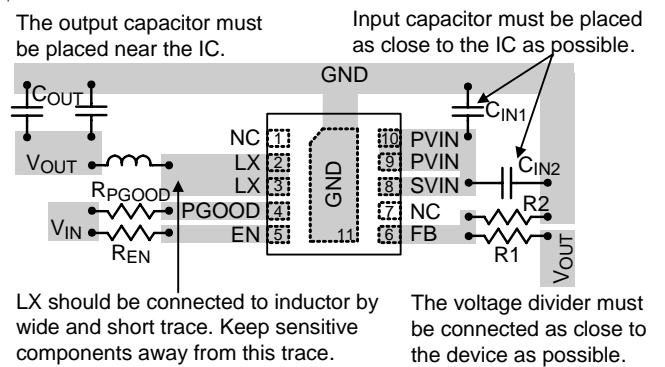 The output capacitor must
be placed near the IC.
Input capacitor must be placed
as close to the IC as possible.
GND
COUT
CIN1
NC 1
10 PVIN
VOUT
LX 2
9 PVIN
CIN2
LX 3
GND
8 SVIN
RPGOOD
PGOOD 4
7 NC
R2
VIN
EN 5
11
6 FB
REN
R1
VOUT
LX should be connected to inductor by
wide and short trace. Keep sensitive
components away from this trace.
The voltage divider must
be connected as close to
the device as possible.